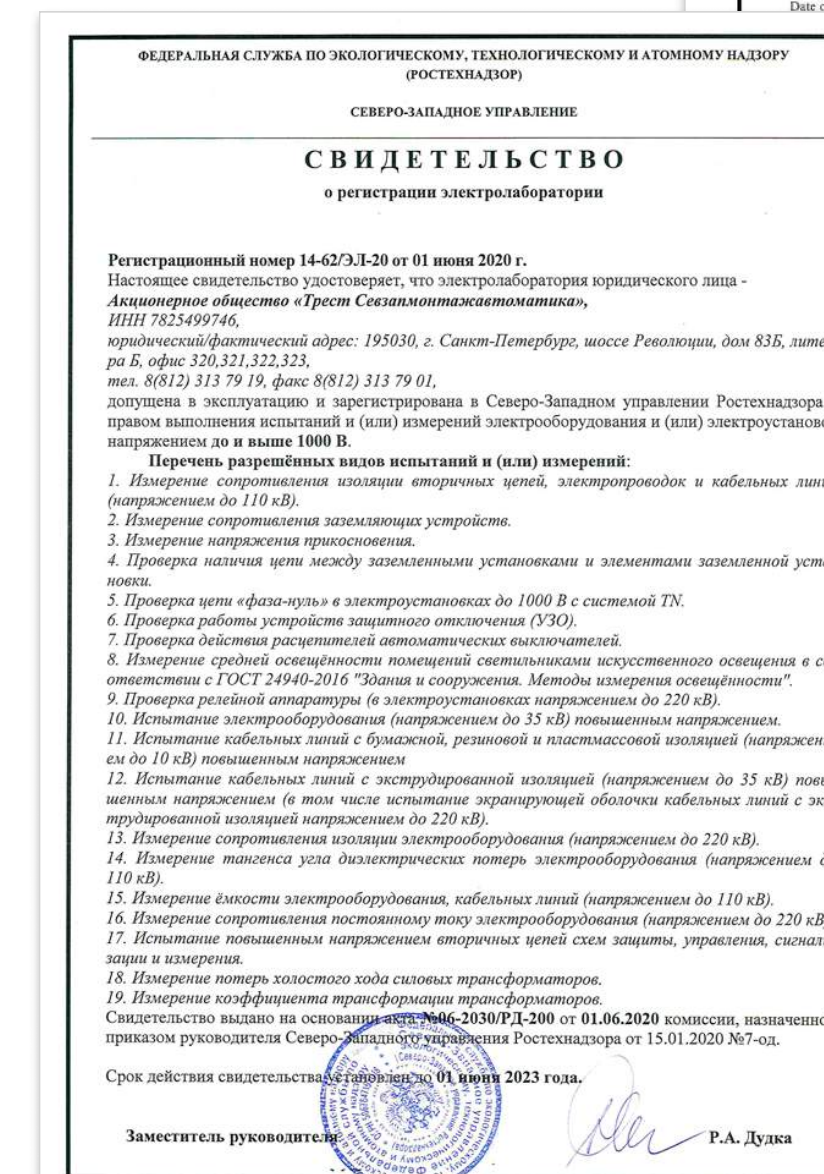 Date o
ФЕДЕРАЛЬНАЯ СЛУЖБА ПО ЭКОЛОГИЧЕСКОМУ, ТЕХНОЛОГИЧЕСКОМУ И АТОМНОМУ НАДЗОРУ
(РОСТЕХНАДЗОР)
СЕВЕРО-ЗАПАДНОЕ УПРАВЛЕНИЕ
СВИДЕТЕЛЬСТВО
о регистрации электролаборатории
Регистрационный номер 14-62/ЭЛ-20 от 01 июня 2020 г.
Настоящее свидетельство удостоверяет, что электролаборатория юридического лица -
Акционерное общество «Трест Севзапмонтажавтоматика»,
ИНН 7825499746,
юридический/фактический адрес: 195030, г. Санкт-Петербург, шоссе Революции, дом 83Б, лите
ра Б, офис 320,321,322,323,
тел. 8(812) 313 79 19, факс 8(812) 313 79 01,
допущена в эксплуатацию и зарегистрирована в Северо-Западном управлении Ростехнадзора
правом выполнения испытаний и (или) измерений электрооборудования и (или) электроустаново
напряжением до и выше 1000 В.
Перечень разрешённых видов испытаний и (или) измерений:
1. Измерение сопротивления изоляции вторичных цепей, электропроводок и кабельных лин
(напряжением до 110 кВ).
2. Измерение сопротивления заземляющих устройств.
3. Измерение напряжения прикосновения.
4. Проверка наличия цепи между заземленными установками и элементами заземленной уст
новки.
5. Проверка цепи «фаза-нуль» в электроустановках до 1000 В с системой TN.
6. Проверка работы устройств защитного отключения (УЗО).
7. Проверка действия расцепителей автоматических выключателей.
8. Измерение средней освещённости помещений светильниками искусственного освещения в с
ответствии с ГОСТ 24940-2016 "Здания и сооружения. Методы измерения освещённости".
9. Проверка релейной аппаратуры (в электроустановках напряжением до 220 кВ).
10. Испытание электрооборудования (напряжением до 35 кВ) повышенным напряжением.
11. Испытание кабельных линий с бумажной, резиновой и пластмассовой изоляцией (напряжен
ем до 10 кВ) повышенным напряжением
12. Испытание кабельных линий с экструдированной изоляцией (напряжением до 35 кВ) повы
шенным напряжением (в том числе испытание экранирующей оболочки кабельных линий с эк
трудированной изоляцией напряжением до 220 кВ).
13. Измерение сопротивления изоляции электрооборудования (напряжением до 220 кВ).
14. Измерение тангенса угла диэлектрических потерь электрооборудования (напряжением д
110 кВ).
15. Измерение ёмкости электрооборудования, кабельных линий (напряжением до 110 кВ).
16. Измерение сопротивления постоянному току электрооборудования (напряжением до 220 кВ
17. Испытание повышенным напряжением вторичных цепей схем защиты, управления, сигнал
зации и измерения.
18. Измерение потерь холостого хода силовых трансформаторов.
19. Измерение коэффициента трансформации трансформаторов.
Свидетельство выдано на основании акта №06-2030/РД-200 от 01.06.2020 комиссии, назначенно
приказом руководителя Северо-Западного управления Ростехнадзора от 15.01.2020 №7-од.
Срок действия свидетельства установлен до 01 июня 2023 года.
Заместитель руководителя
Р.А. Дудка